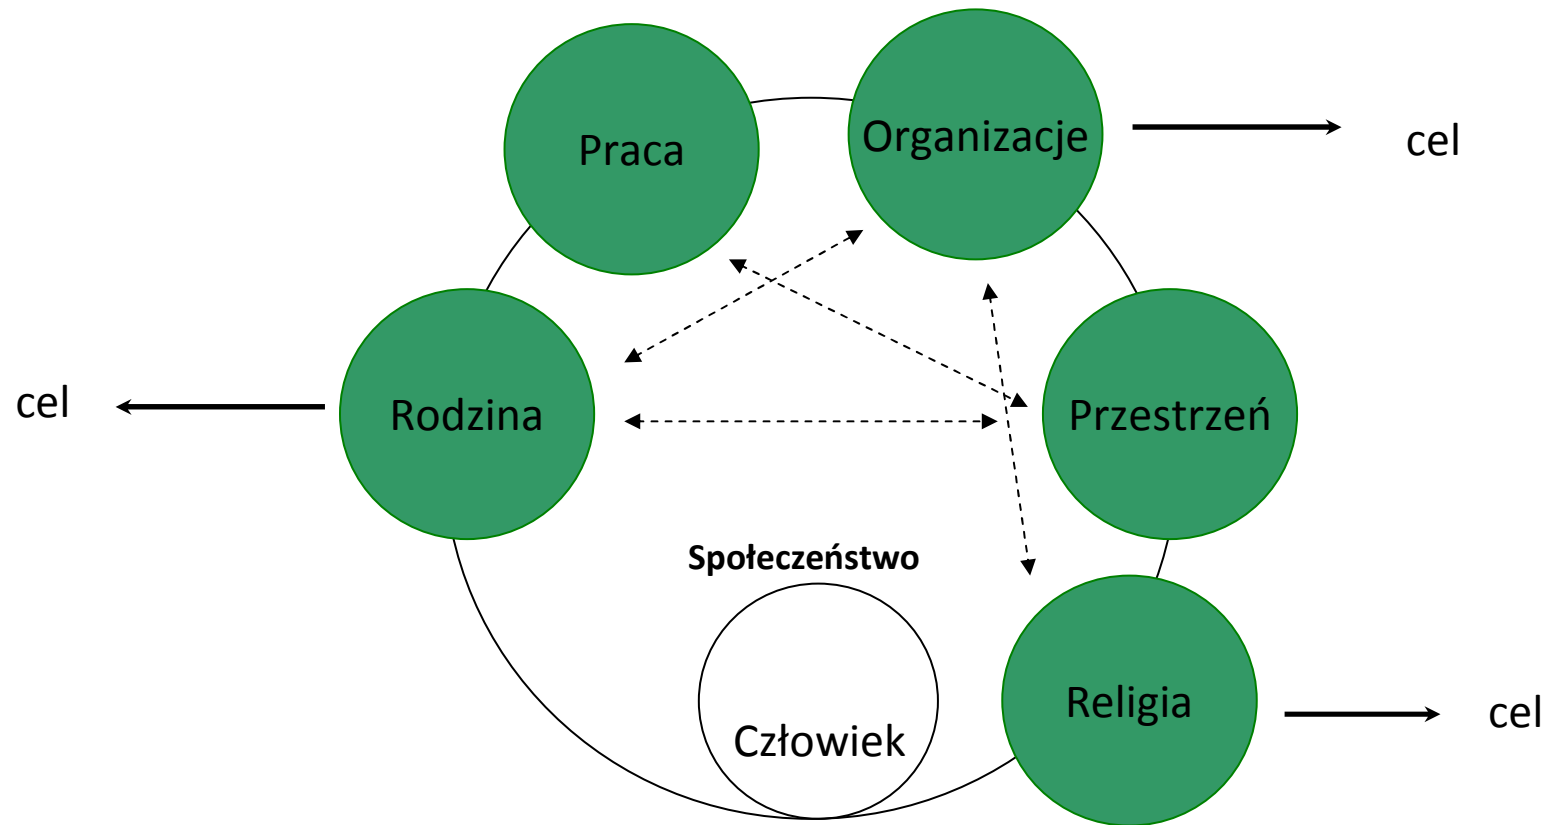 Praca
Organizacje
cel
cel
Rodzina
Przestrzeń
Społeczeństwo
Człowiek
Religia
cel